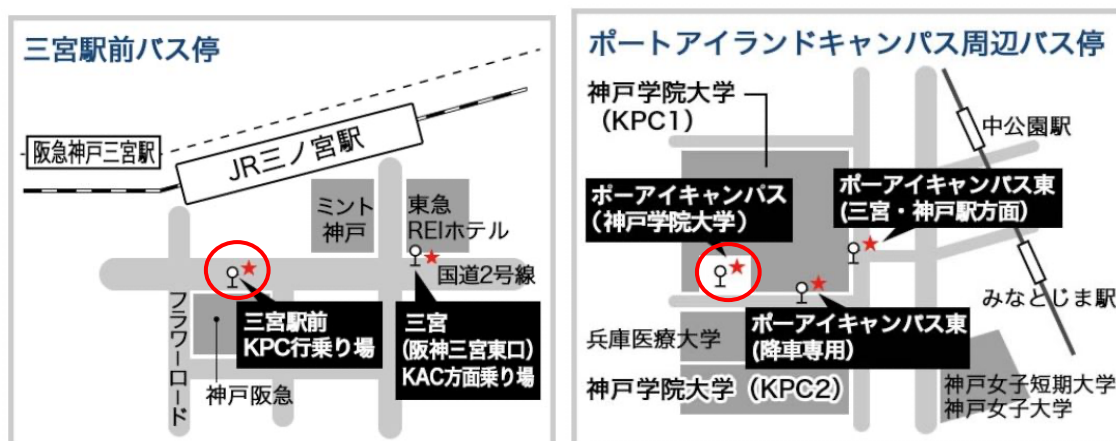 三宮駅前バス停
阪急神戸三宮駅
JR三ノ宮駅
ミント
神戸
東急
REIホテル
国道2号線
フラワーロード
三宮駅前
KPC行乗り場
三宮
(阪神三宮東口)
KAC方面乗り場
神戸阪急
ポートアイランドキャンパス周辺バス停
神戸学院大学
(KPC1)
中公園駅
ポーアイキャンパス
(神戸学院大学)
ポーアイキャンパス東
(三宮・神戸駅方面)
みなとじま駅
ポーアイキャンパス東
(降車専用)
兵庫医療大学
神戸学院大学(KPC2)
神戸女子短期大学
神戸女子大学